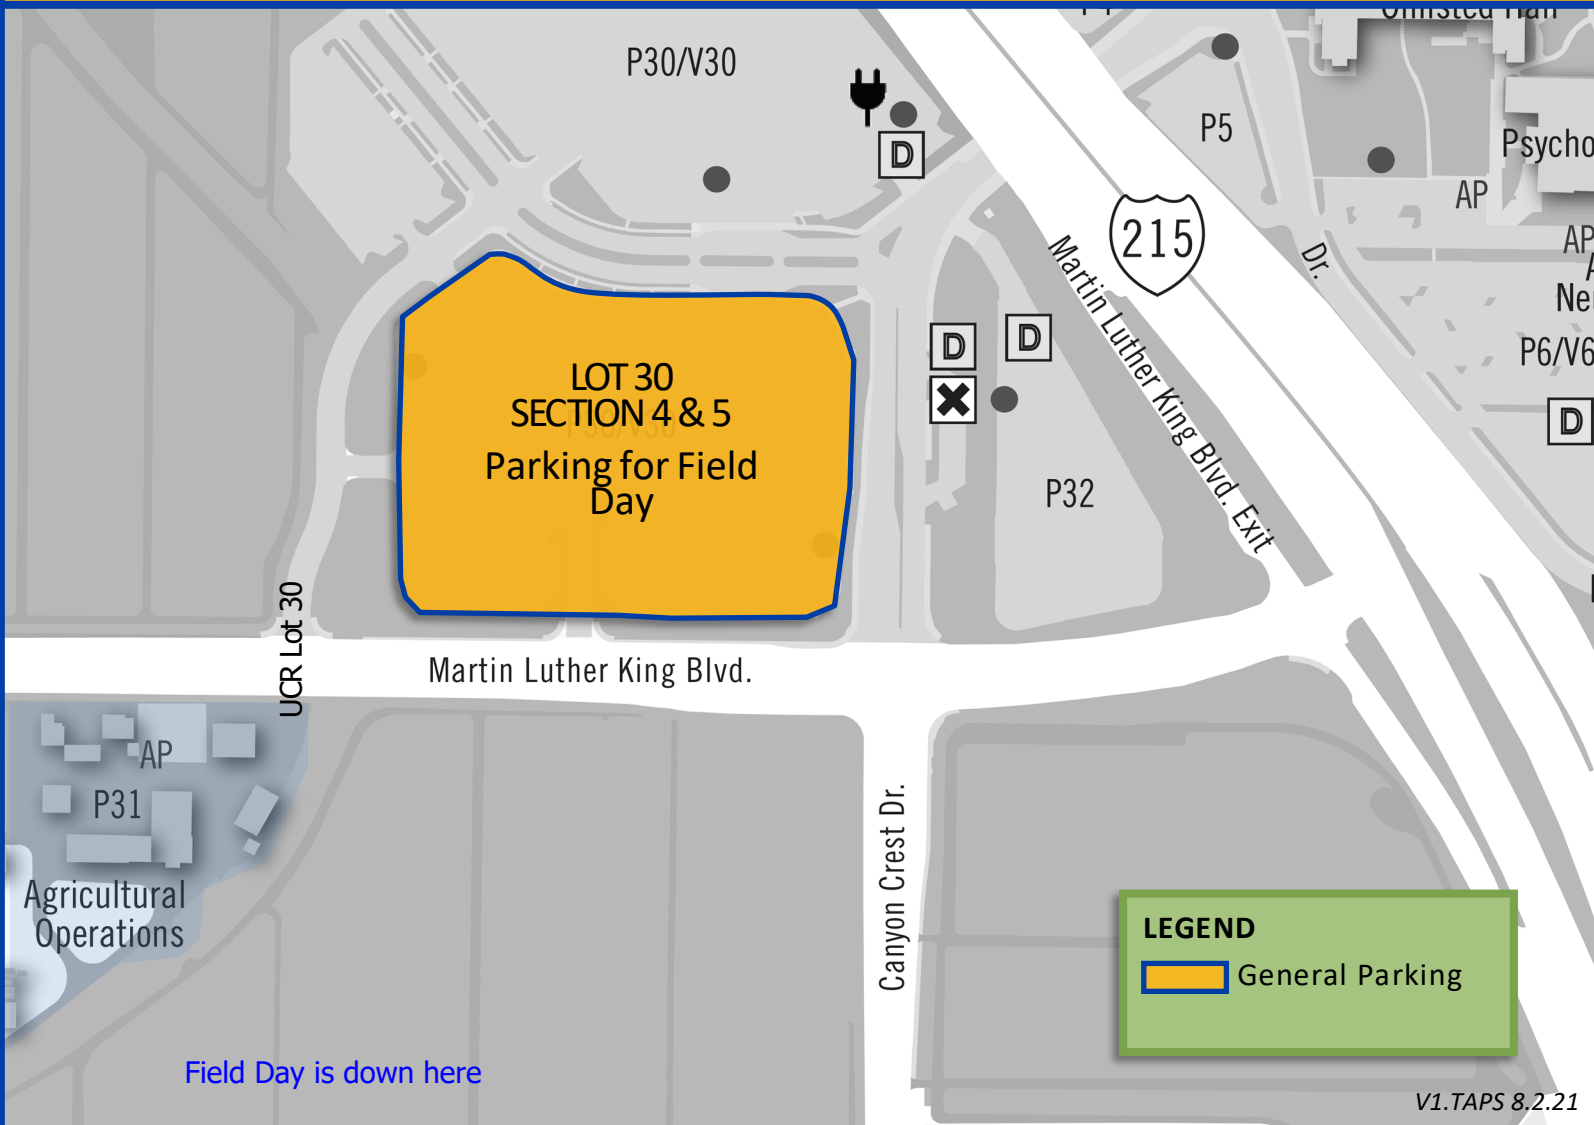 P30/V30
D
P5
Psycho
AP
AP
215
Dr.
Martin Luther King Blvd. Exit
P6/V6
D
D
D
P32
LOT 30
SECTION 4 & 5
Parking for Field
Day
UCR Lot 30
Martin Luther King Blvd.
AP
P31
Agricultural
Operations
Canyon Crest Dr.
LEGEND
General Parking
Field Day is down here
V1.TAPS 8.2.21